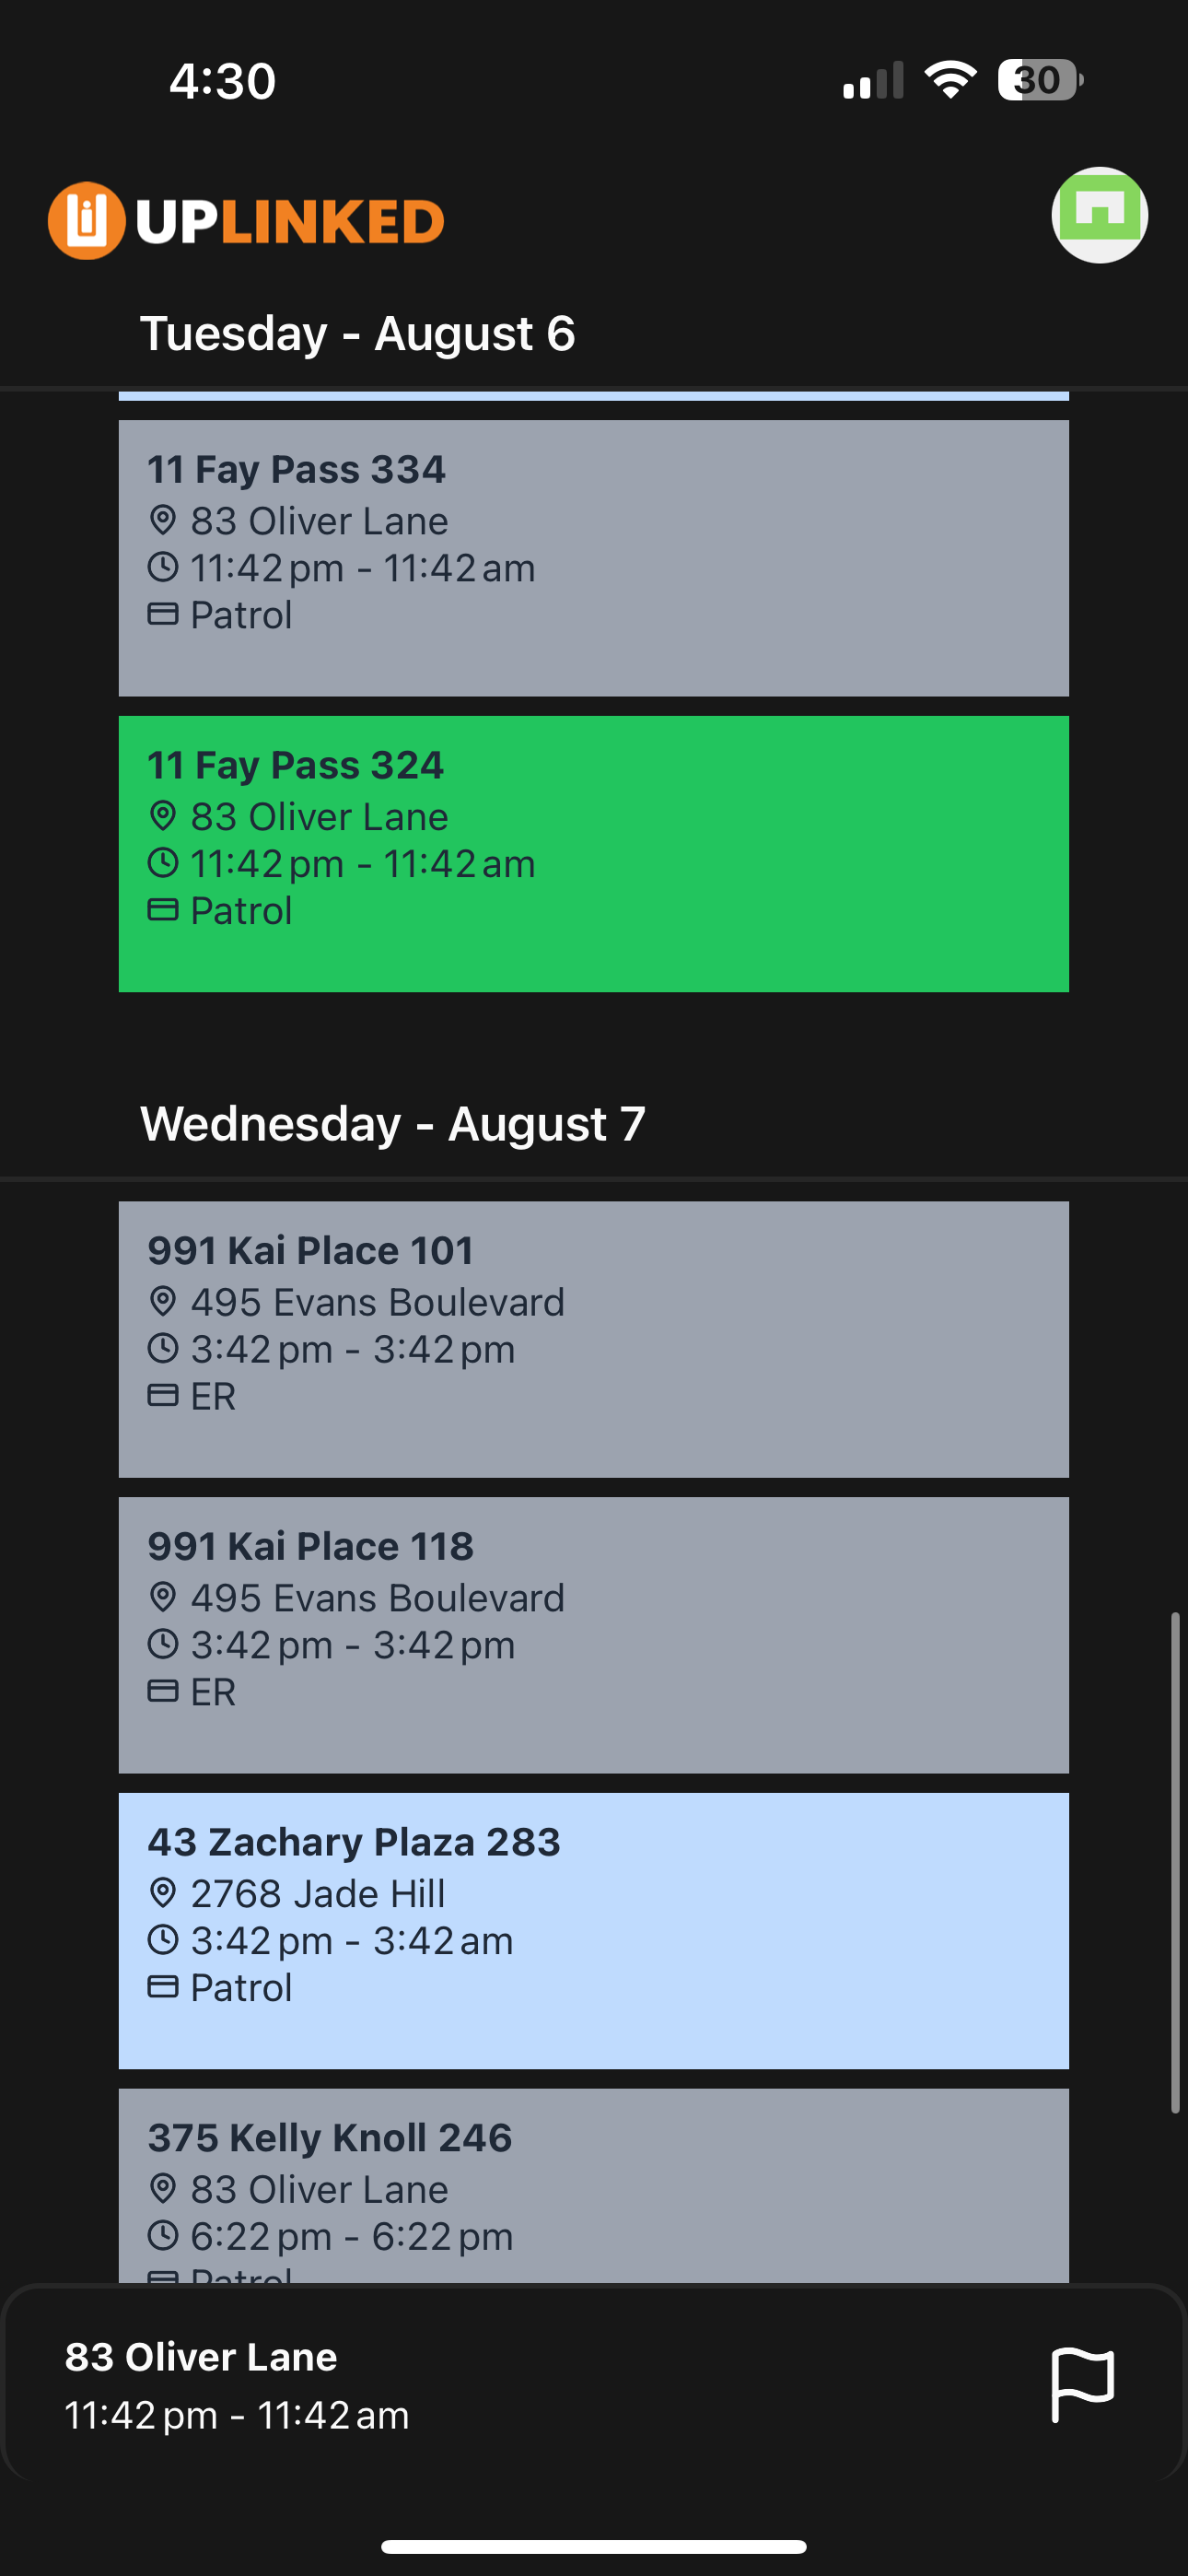 4:30
30
UPLINKED
Tuesday - August 6
11 Fay Pass 334
83 Oliver Lane
11:42 pm - 11:42 am
Patrol
11 Fay Pass 324
83 Oliver Lane
11:42 pm - 11:42 am
Patrol
Wednesday - August 7
991 Kai Place 101
495 Evans Boulevard
3:42 pm - 3:42 pm
ER
991 Kai Place 118
495 Evans Boulevard
3:42 pm - 3:42 pm
ER
43 Zachary Plaza 283
2768 Jade Hill
3:42 pm - 3:42 am
Patrol
375 Kelly Knoll 246
83 Oliver Lane
6:22 pm - 6:22 pm
Patrol
83 Oliver Lane
11:42 pm - 11:42 am